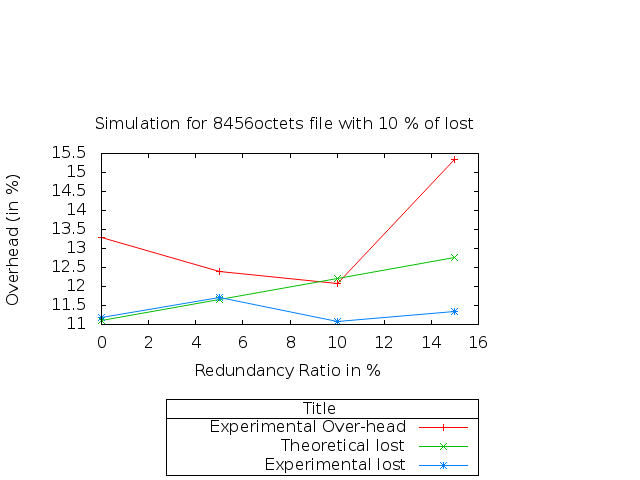 Simulation for 8456octets file with 10 % of lost
Overhead (in %)
15.5
15
14.5
14
13.5
13
12.5
12
11.5
11
0 2 4 6 8 10 12 14 16
Redundancy Ratio in %
Title
Experimental Over-head
Theoretical lost
Experimental lost